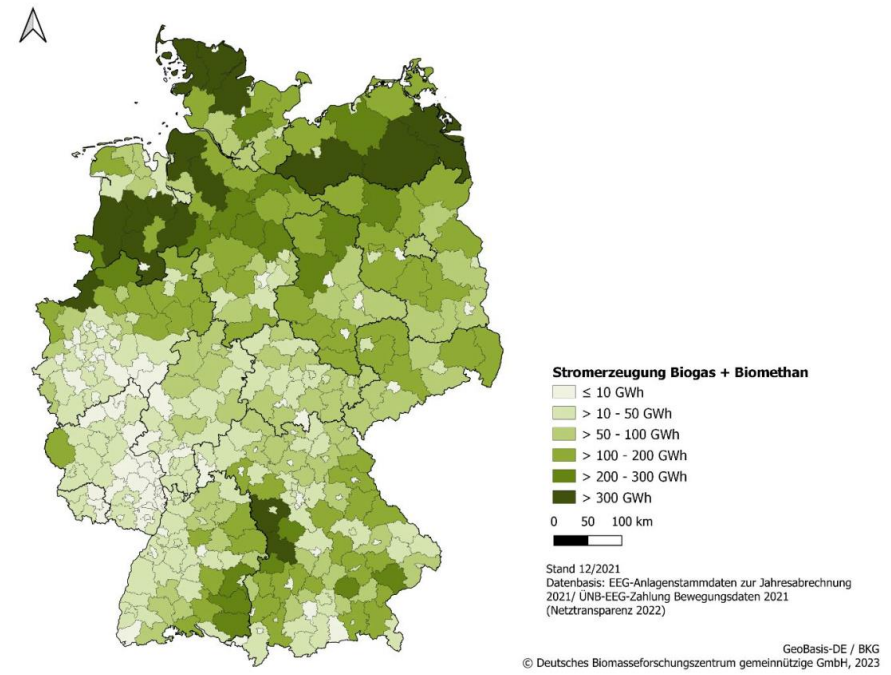 Stromerzeugung Biogas + Biomethan
≤ 10 GWh
> 10 - 50 GWh
> 50 - 100 GWh
> 100 - 200 GWh
> 200 - 300 GWh
> 300 GWh
0 50 100 km
Stand 12/2021
Datenbasis: EEG-Anlagenstammdaten zur Jahresabrechnung
2021/ ÜNB-EEG-Zahlung Bewegungsdaten 2021
(Netztransparenz 2022)
GeoBasis-DE / BKG
© Deutsches Biomasseforschungszentrum gemeinnützige GmbH, 2023